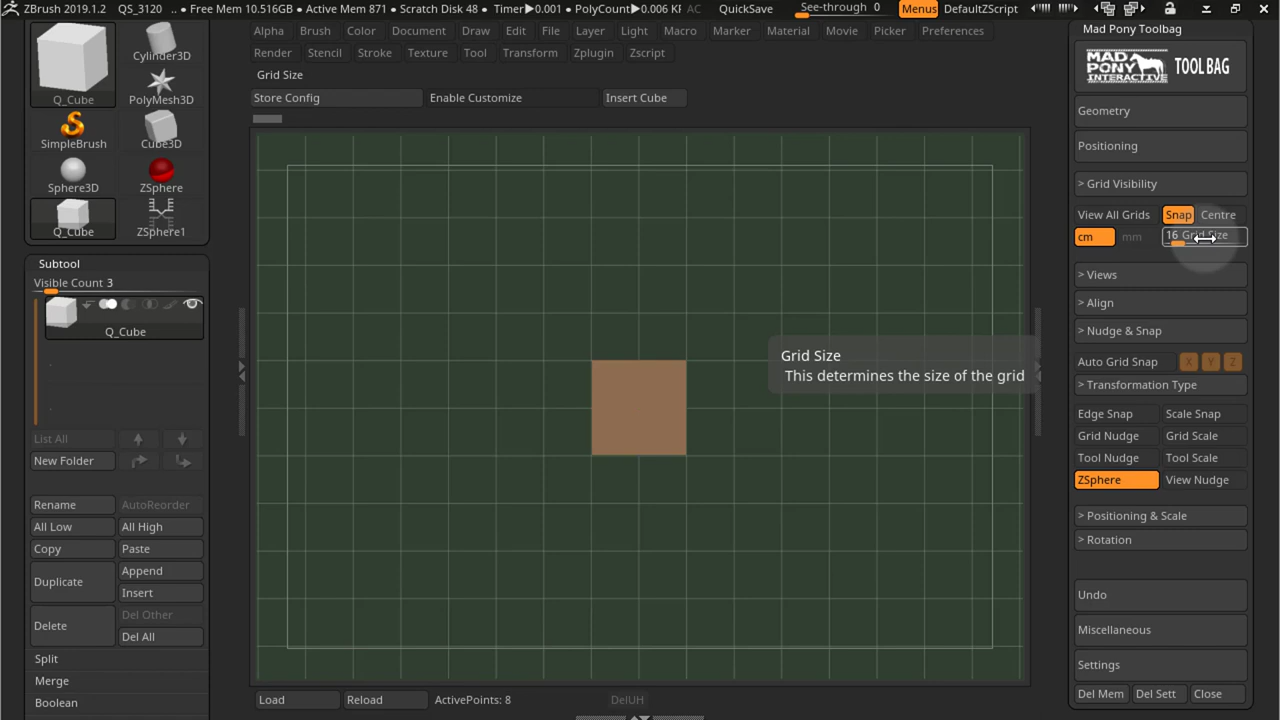 ZBrush 2019.1.2 QS_3120 • Free Mem 10.516GB • Active Mem 871 • Scratch Disk 48 • Timer▶0.001 • PolyCount▶0.006 KF AC QuickSave See-through 0 Menus DefaultZScript
Alpha Brush Color Document Draw Edit File Layer Light Macro Marker Material Movie Picker Preferences
Render Stencil Stroke Texture Tool Transform Zplugin Zscript
Grid Size
Store Config Enable Customize Insert Cube
Q_Cube
Cylinder3D
PolyMesh3D
SimpleBrush
Cube3D
Sphere3D
ZSphere
Q_Cube
ZSphere1
Subtool
Visible Count 3
Q_Cube
List All
New Folder
Rename AutoReorder
All Low All High
Copy Paste
Duplicate
Append
Insert
Delete
Del Other
Del All
Split
Merge
Boolean
Grid Size
This determines the size of the grid
Load Reload ActivePoints: 8 DelUH
Mad Pony Toolbag
MAD PONY INTERACTIVE TOOL BAG
Geometry
Positioning
> Grid Visibility
View All Grids Snap Centre
cm mm 16 Grid Size
> Views
> Align
> Nudge & Snap
Auto Grid Snap X Y Z
> Transformation Type
Edge Snap Scale Snap
Grid Nudge Grid Scale
Tool Nudge Tool Scale
ZSphere View Nudge
> Positioning & Scale
> Rotation
Undo
Miscellaneous
Settings
Del Mem Del Sett Close